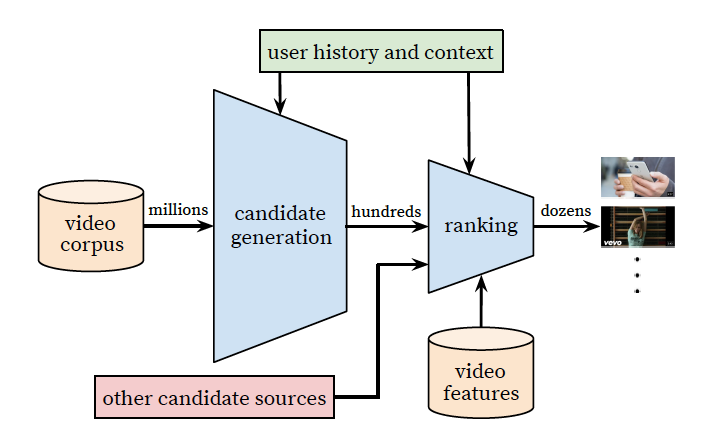 user history and context
video
corpus
millions
candidate
generation
hundreds
ranking
dozens
vevo
other candidate sources
video
features